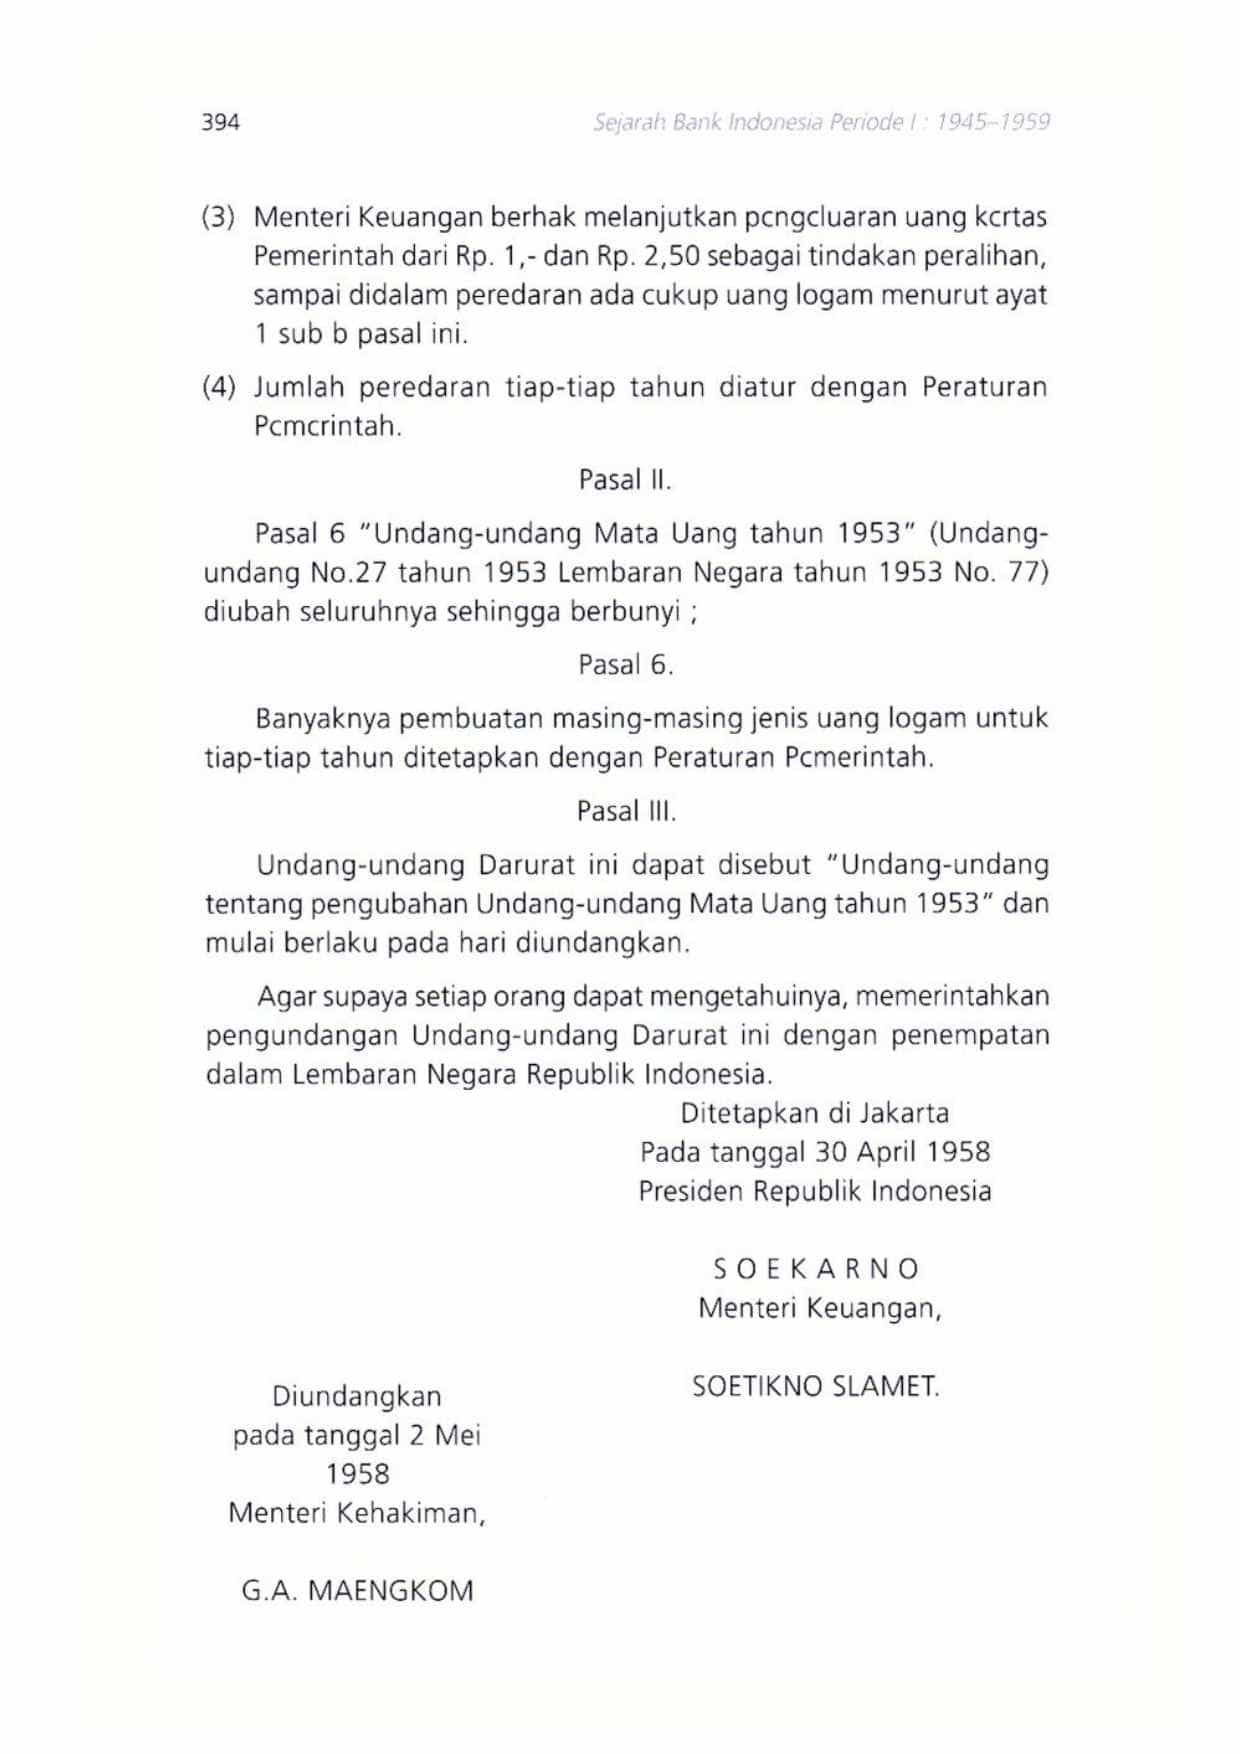 394
Sejarah Bank Indonesia Periode I : 1945–1959
(3) Menteri Keuangan berhak melanjutkan pcngcluaran uang kcrtas
Pemerintah dari Rp. 1,- dan Rp. 2,50 sebagai tindakan peralihan,
sampai didalam peredaran ada cukup uang logam menurut ayat
1 sub b pasal ini.
(4) Jumlah peredaran tiap-tiap tahun diatur dengan Peraturan
Pcmcrintah.
Pasal II.
Pasal 6 "Undang-undang Mata Uang tahun 1953" (Undang-
undang No.27 tahun 1953 Lembaran Negara tahun 1953 No. 77)
diubah seluruhnya sehingga berbunyi ;
Pasal 6.
Banyaknya pembuatan masing-masing jenis uang logam untuk
tiap-tiap tahun ditetapkan dengan Peraturan Pcmerintah.
Pasal III.
Undang-undang Darurat ini dapat disebut "Undang-undang
tentang pengubahan Undang-undang Mata Uang tahun 1953" dan
mulai berlaku pada hari diundangkan.
Agar supaya setiap orang dapat mengetahuinya, memerintahkan
pengundangan Undang-undang Darurat ini dengan penempatan
dalam Lembaran Negara Republik Indonesia.
Ditetapkan di Jakarta
Pada tanggal 30 April 1958
Presiden Republik Indonesia
S O E K A R N O
Menteri Keuangan,
SOETIKNO SLAMET.
Diundangkan
pada tanggal 2 Mei
1958
Menteri Kehakiman,
G.A. MAENGKOM